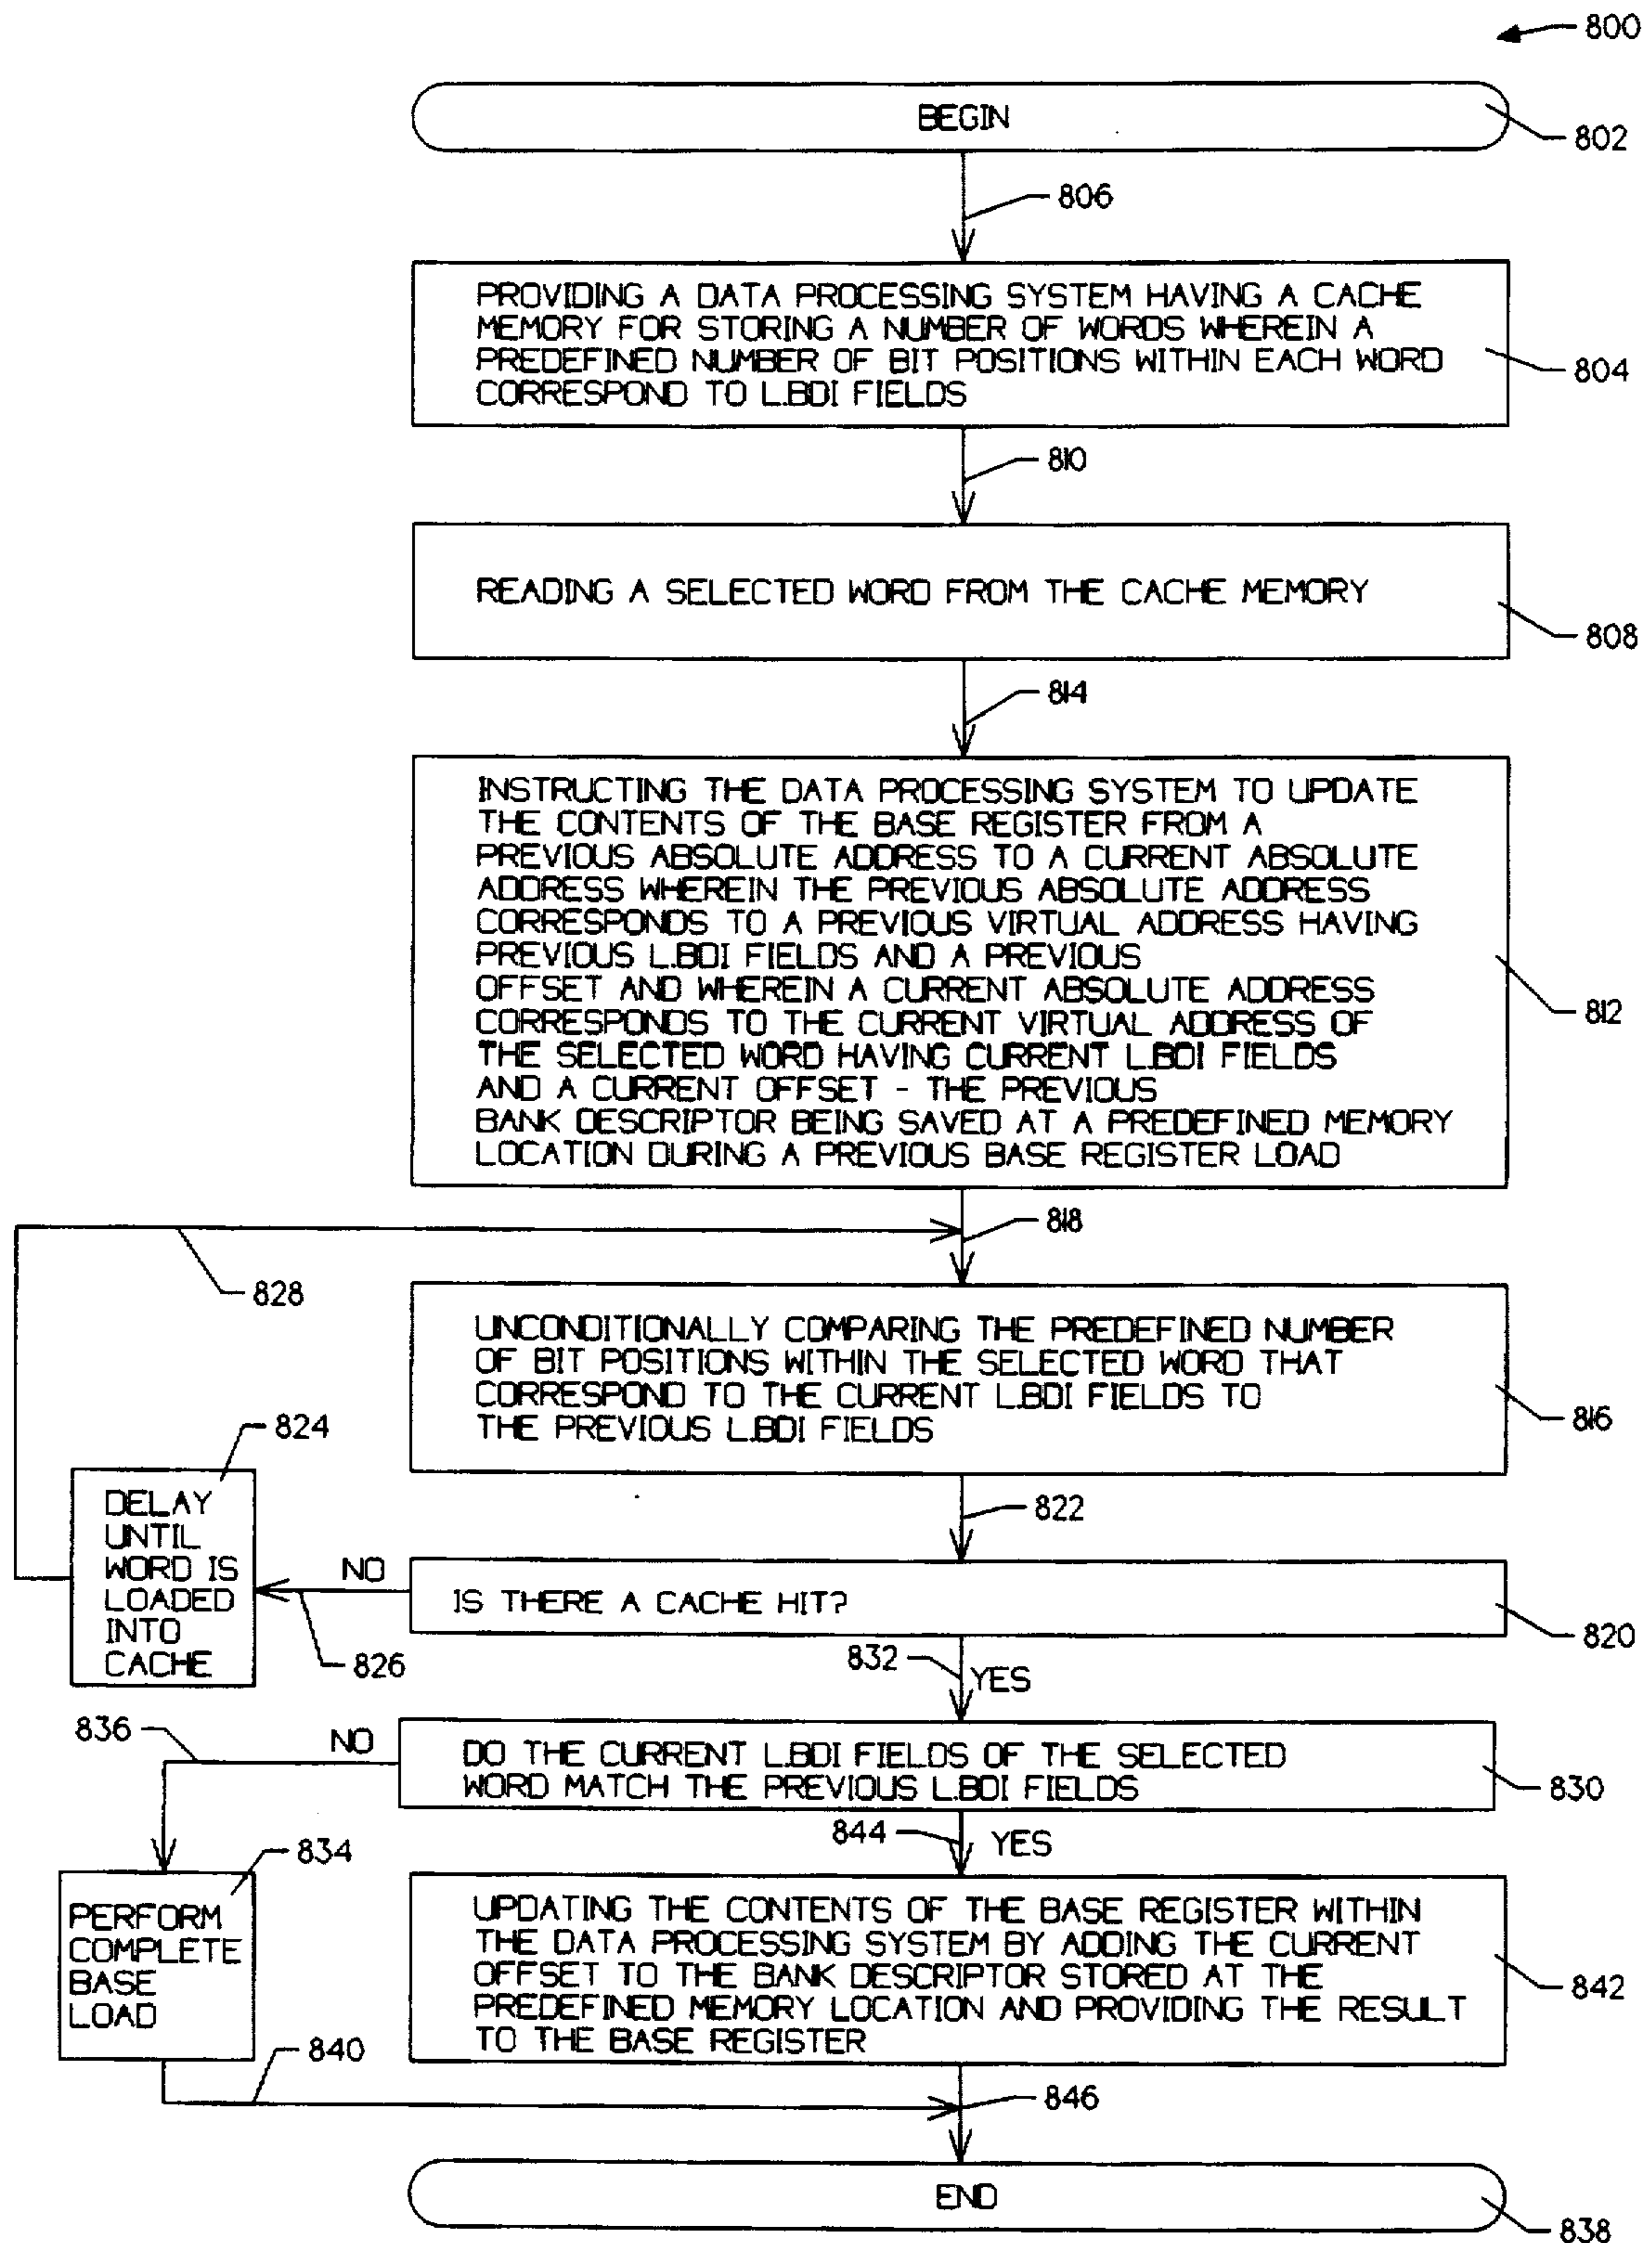 800
BEGIN
802
806
PROVIDING A DATA PROCESSING SYSTEM HAVING A CACHE
MEMORY FOR STORING A NUMBER OF WORDS WHEREIN A
PREDEFINED NUMBER OF BIT POSITIONS WITHIN EACH WORD
CORRESPOND TO L.BDI FIELDS
804
810
READING A SELECTED WORD FROM THE CACHE MEMORY
808
814
INSTRUCTING THE DATA PROCESSING SYSTEM TO UPDATE
THE CONTENTS OF THE BASE REGISTER FROM A
PREVIOUS ABSOLUTE ADDRESS TO A CURRENT ABSOLUTE
ADDRESS WHEREIN THE PREVIOUS ABSOLUTE ADDRESS
CORRESPONDS TO A PREVIOUS VIRTUAL ADDRESS HAVING
PREVIOUS L.BDI FIELDS AND A PREVIOUS
OFFSET AND WHEREIN A CURRENT ABSOLUTE ADDRESS
CORRESPONDS TO THE CURRENT VIRTUAL ADDRESS OF
THE SELECTED WORD HAVING CURRENT L.BDI FIELDS
AND A CURRENT OFFSET - THE PREVIOUS
BANK DESCRIPTOR BEING SAVED AT A PREDEFINED MEMORY
LOCATION DURING A PREVIOUS BASE REGISTER LOAD
812
818
828
UNCONDITIONALLY COMPARING THE PREDEFINED NUMBER
OF BIT POSITIONS WITHIN THE SELECTED WORD THAT
CORRESPOND TO THE CURRENT L.BDI FIELDS TO
THE PREVIOUS L.BDI FIELDS
816
824
DELAY
UNTIL
WORD IS
LOADED
INTO
CACHE
822
NO
826
IS THERE A CACHE HIT?
820
832
YES
836
NO
DO THE CURRENT L.BDI FIELDS OF THE SELECTED
WORD MATCH THE PREVIOUS L.BDI FIELDS
830
844
YES
834
PERFORM
COMPLETE
BASE
LOAD
UPDATING THE CONTENTS OF THE BASE REGISTER WITHIN
THE DATA PROCESSING SYSTEM BY ADDING THE CURRENT
OFFSET TO THE BANK DESCRIPTOR STORED AT THE
PREDEFINED MEMORY LOCATION AND PROVIDING THE RESULT
TO THE BASE REGISTER
842
840
846
END
838